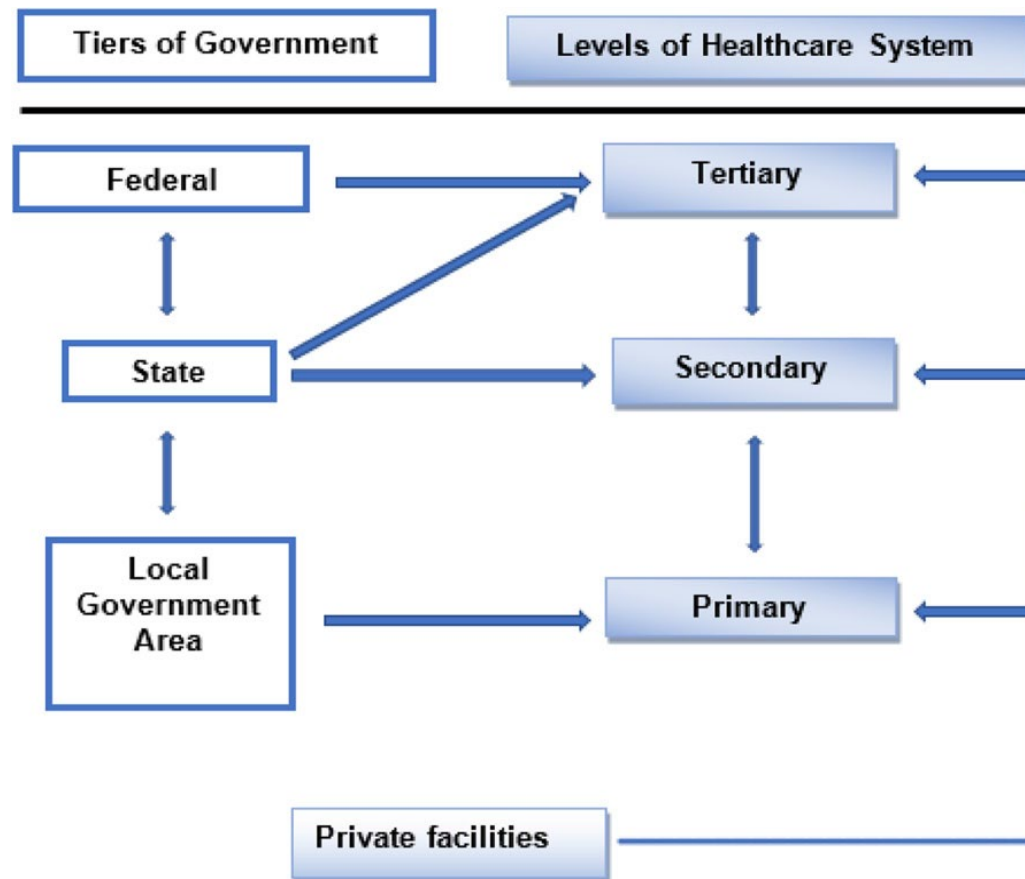 Tiers of Government
Levels of Healthcare System
Federal
Tertiary
State
Secondary
Local
Government
Area
Primary
Private facilities